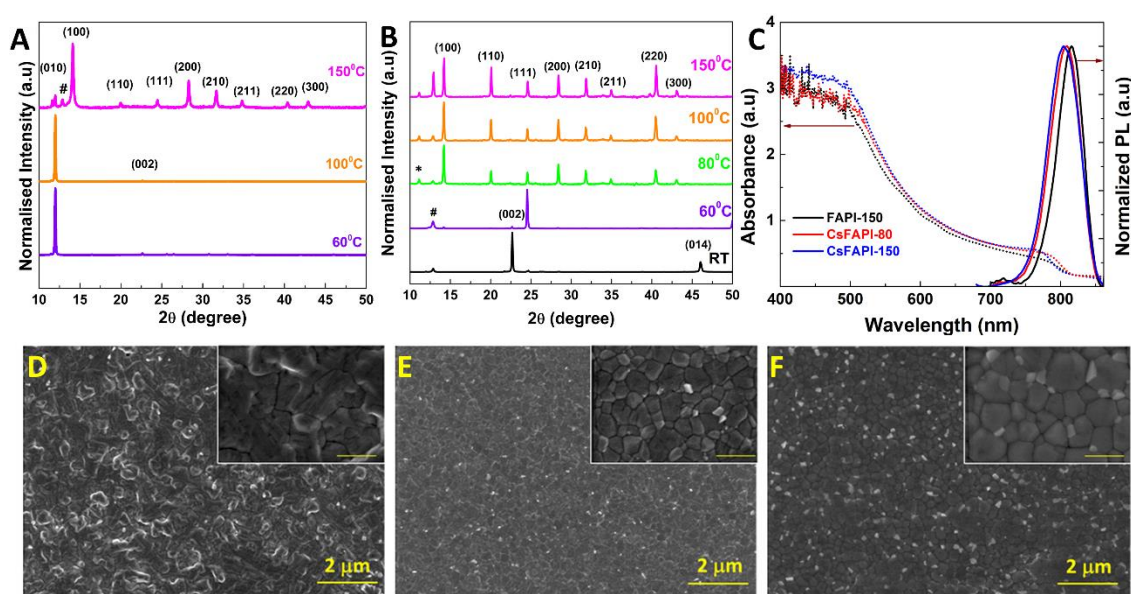 A
Normalised Intensity (a.u)
(010)
#
(100)
(110)
(111)
(200)
(210)
(211)
(220)
(300)
150⁰C
(002)
100⁰C
60⁰C
10 15 20 25 30 35 40 45 50
2θ (degree)
B
Normalised Intensity (a.u)
(100)
(110)
(111)
(200)
(210)
(211)
(220)
(300)
150⁰C
100⁰C
*
80⁰C
#
(002)
60⁰C
(014)
RT
10 15 20 25 30 35 40 45 50
2θ (degree)
C
Absorbance (a.u)
4
3
2
1
FAPI-150
CsFAPI-80
CsFAPI-150
Normalized PL (a.u)
400 500 600 700 800
Wavelength (nm)
D
2 μm
E
2 μm
F
2 μm